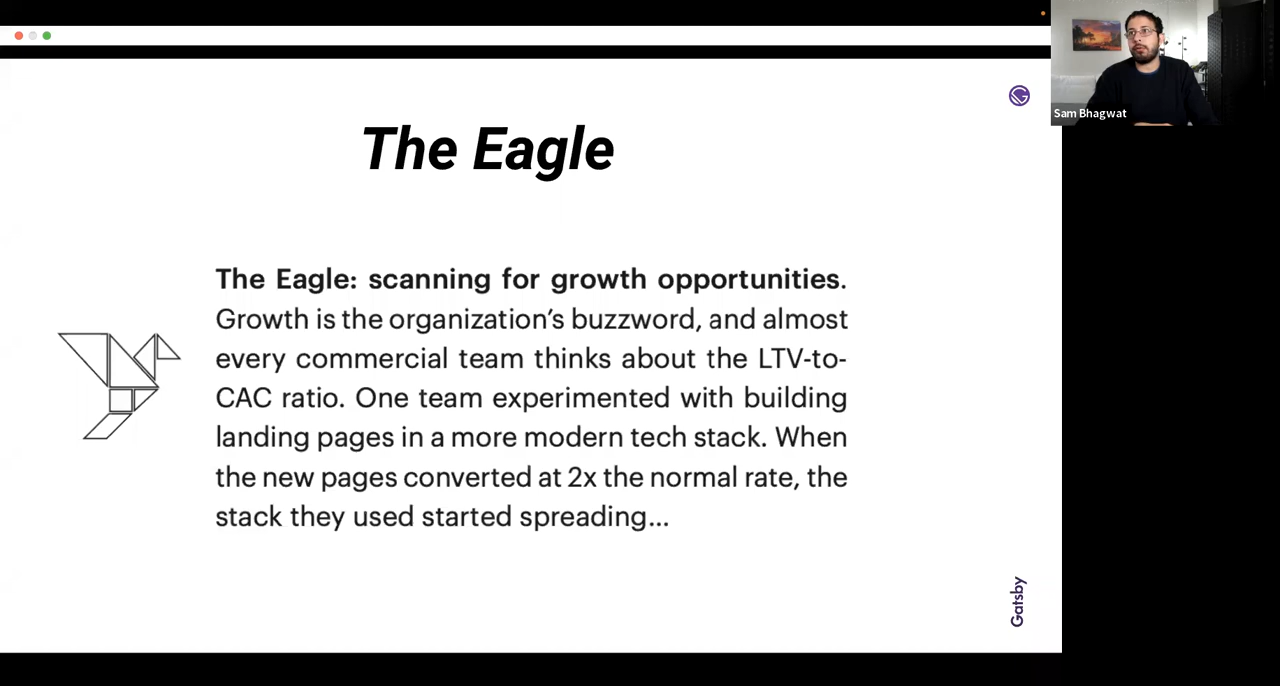 Sam Bhagwat
The Eagle
The Eagle: scanning for growth opportunities.
Growth is the organization’s buzzword, and almost
every commercial team thinks about the LTV-to-
CAC ratio. One team experimented with building
landing pages in a more modern tech stack. When
the new pages converted at 2x the normal rate, the
stack they used started spreading...
Gatsby